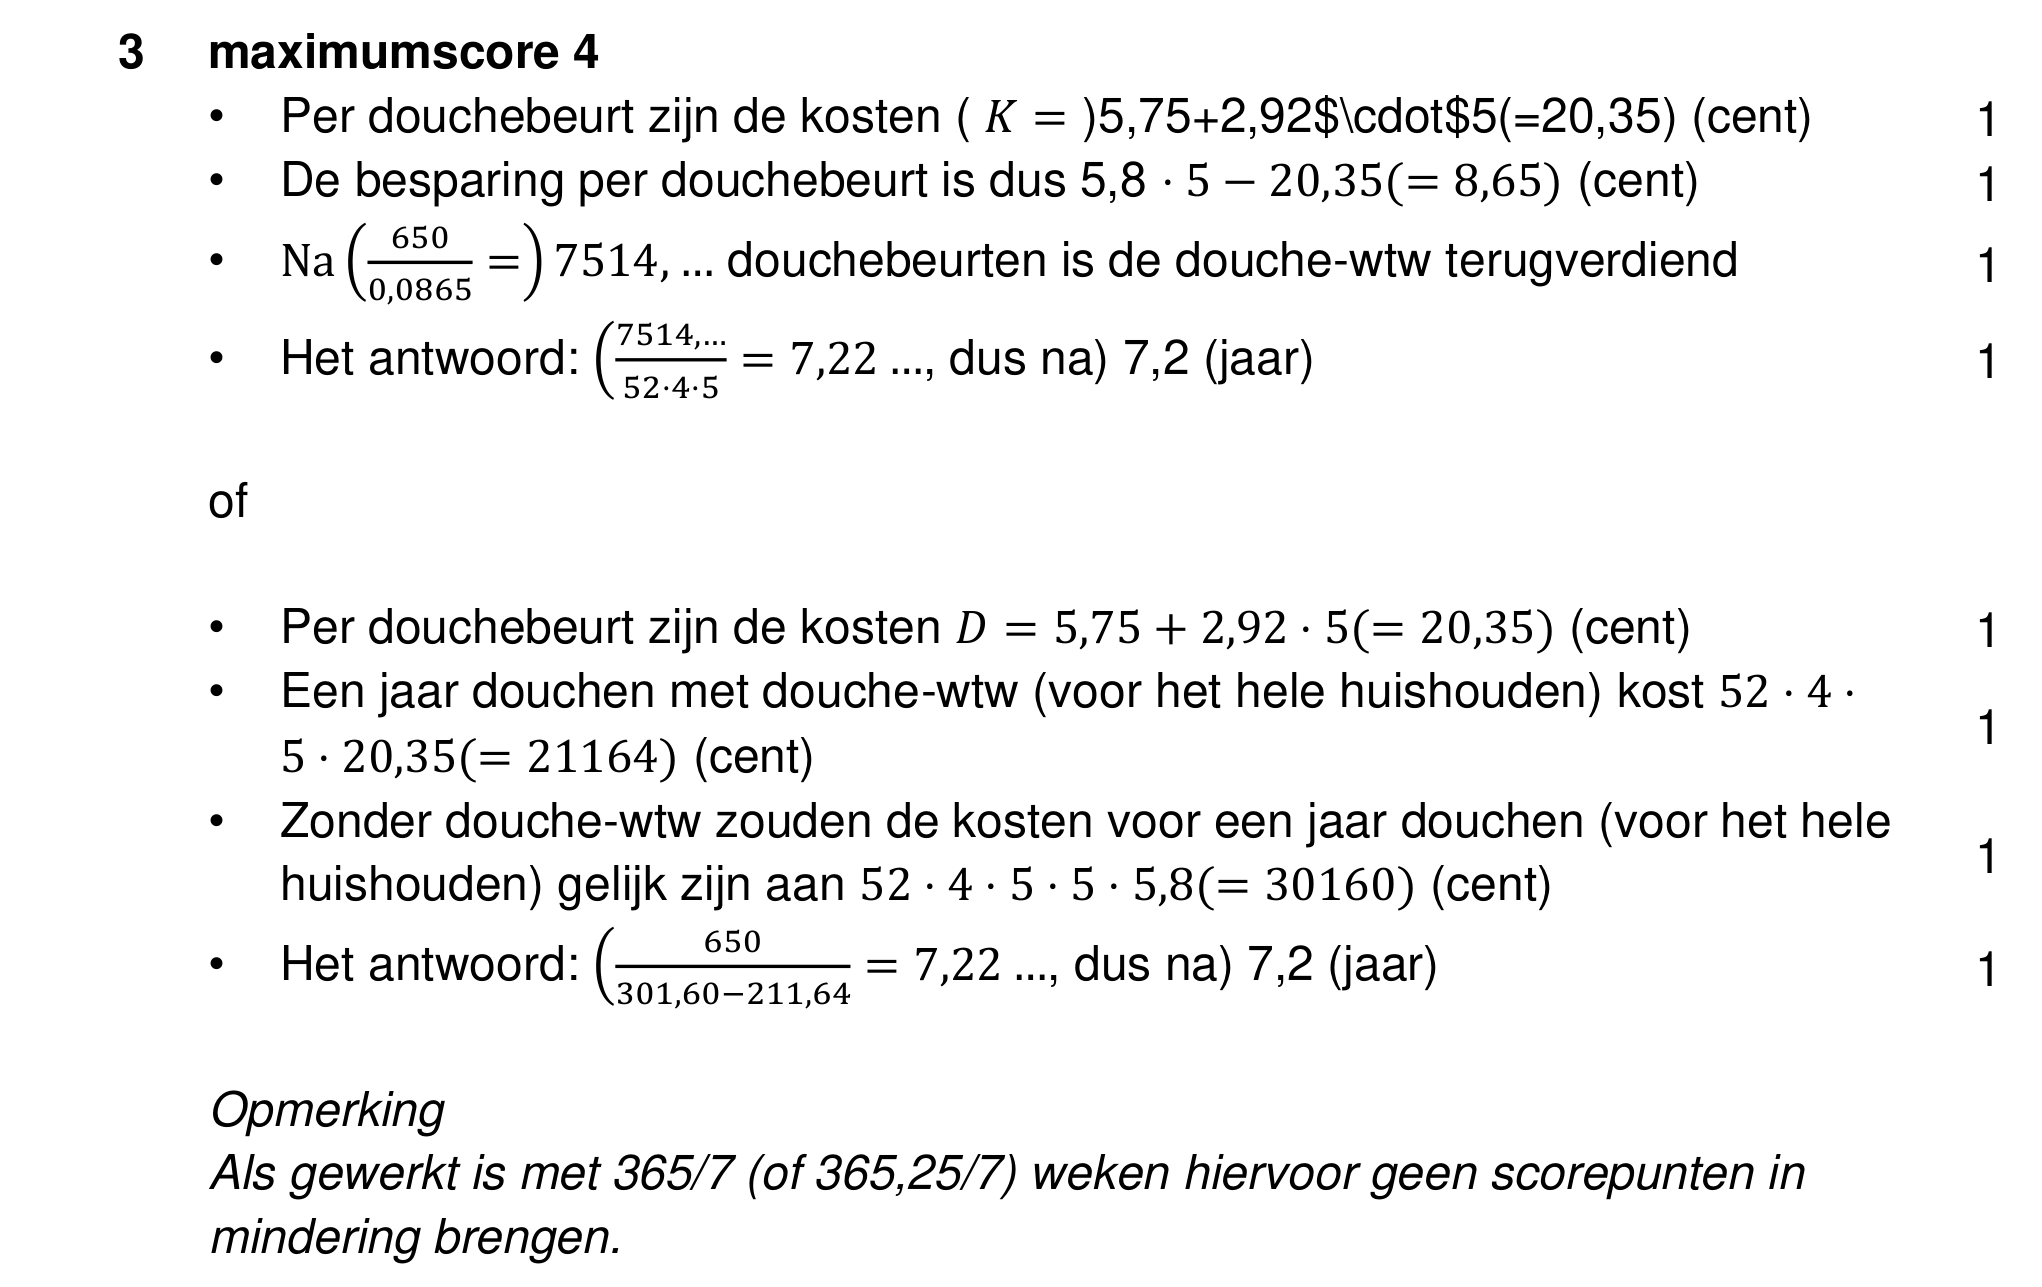 3 maximumscore 4
• Per douchebeurt zijn de kosten ( K = )5,75+2,92$\cdot$5(=20,35) (cent) 1
• De besparing per douchebeurt is dus 5,8 · 5 − 20,35(= 8,65) (cent) 1
• Na (650/0,0865 =) 7514, … douchebeurten is de douche-wtw terugverdiend 1
• Het antwoord: (7514,…/52·4·5 = 7,22 …, dus na) 7,2 (jaar) 1
of
• Per douchebeurt zijn de kosten D = 5,75 + 2,92 · 5(= 20,35) (cent) 1
• Een jaar douchen met douche-wtw (voor het hele huishouden) kost 52 · 4 ·
5 · 20,35(= 21164) (cent) 1
• Zonder douche-wtw zouden de kosten voor een jaar douchen (voor het hele
huishouden) gelijk zijn aan 52 · 4 · 5 · 5 · 5,8(= 30160) (cent) 1
• Het antwoord: (650/301,60−211,64 = 7,22 …, dus na) 7,2 (jaar) 1
Opmerking
Als gewerkt is met 365/7 (of 365,25/7) weken hiervoor geen scorepunten in
mindering brengen.